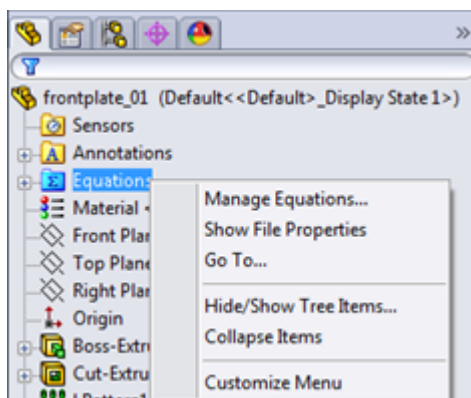 frontplate_01 (Default<<Default>_Display State 1>)
Sensors
Annotations
Equations
Manage Equations...
Material
Show File Properties
Front Plan
Go To...
Top Plane
Right Plan
Hide/Show Tree Items...
Origin
Collapse Items
Boss-Extru
Cut-Extru
Customize Menu